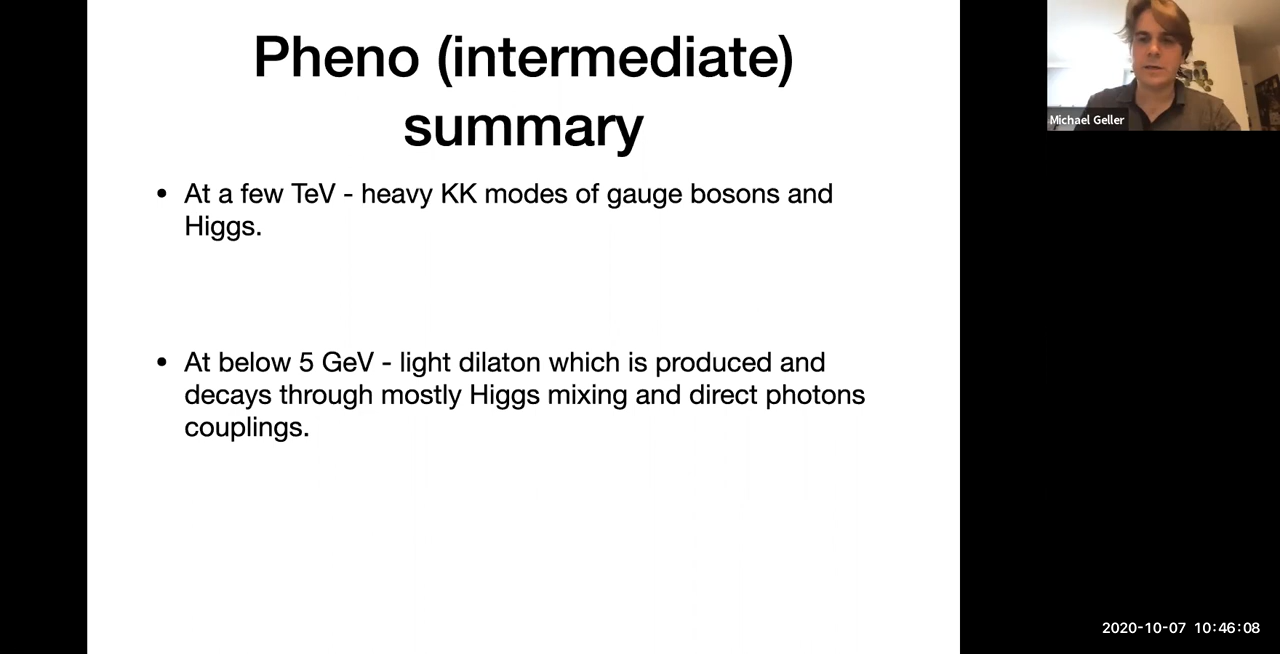 Pheno (intermediate)
summary
• At a few TeV - heavy KK modes of gauge bosons and
Higgs.
• At below 5 GeV - light dilaton which is produced and
decays through mostly Higgs mixing and direct photons
couplings.
Michael Geller
2020-10-07 10:46:08